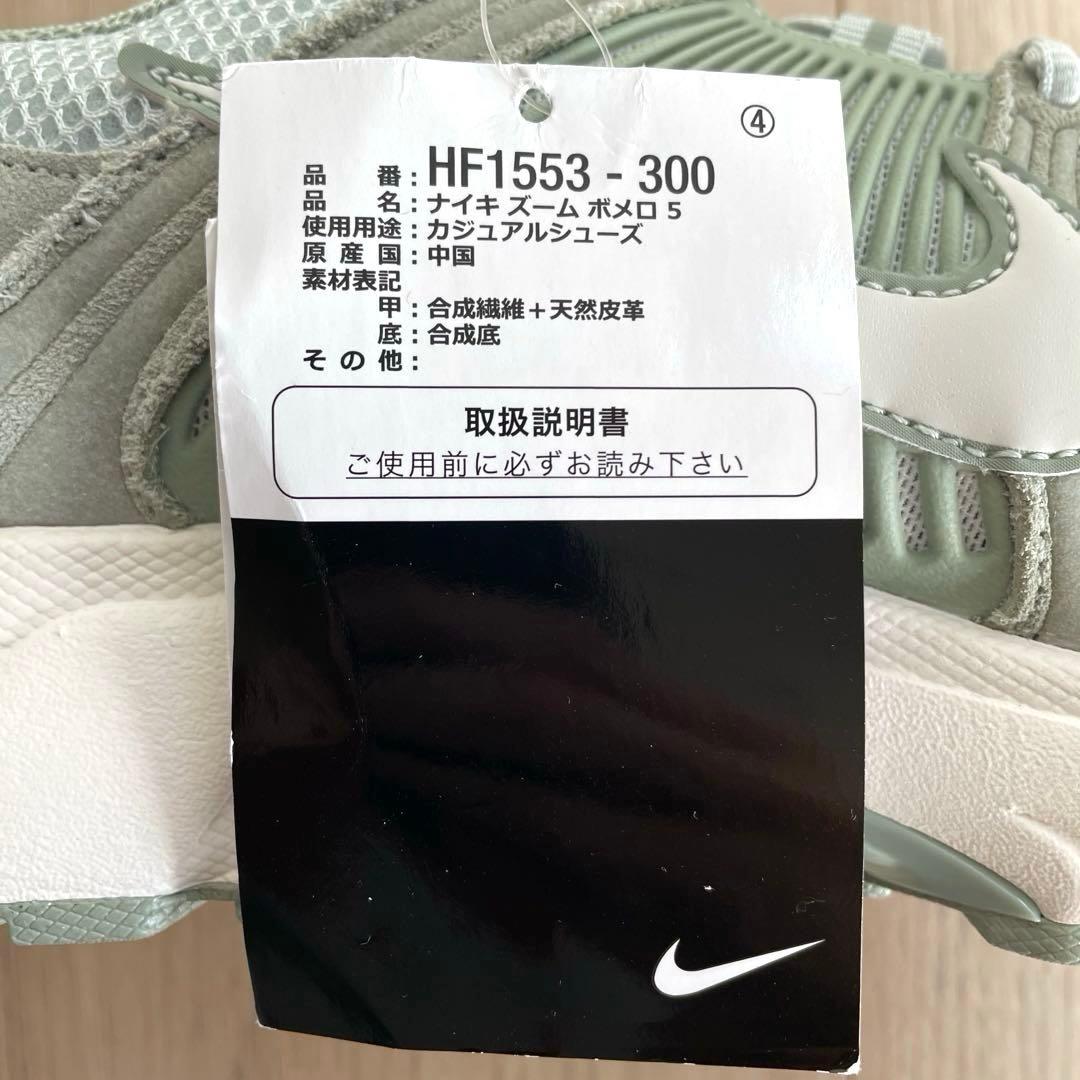 ④
品番:HF1553 - 300
品名:ナイキ ズーム ボメロ 5
使用用途:カジュアルシューズ
原産国:中国
素材表記
甲:合成繊維+天然皮革
底:合成底
その他:
取扱説明書
ご使用前に必ずお読み下さい